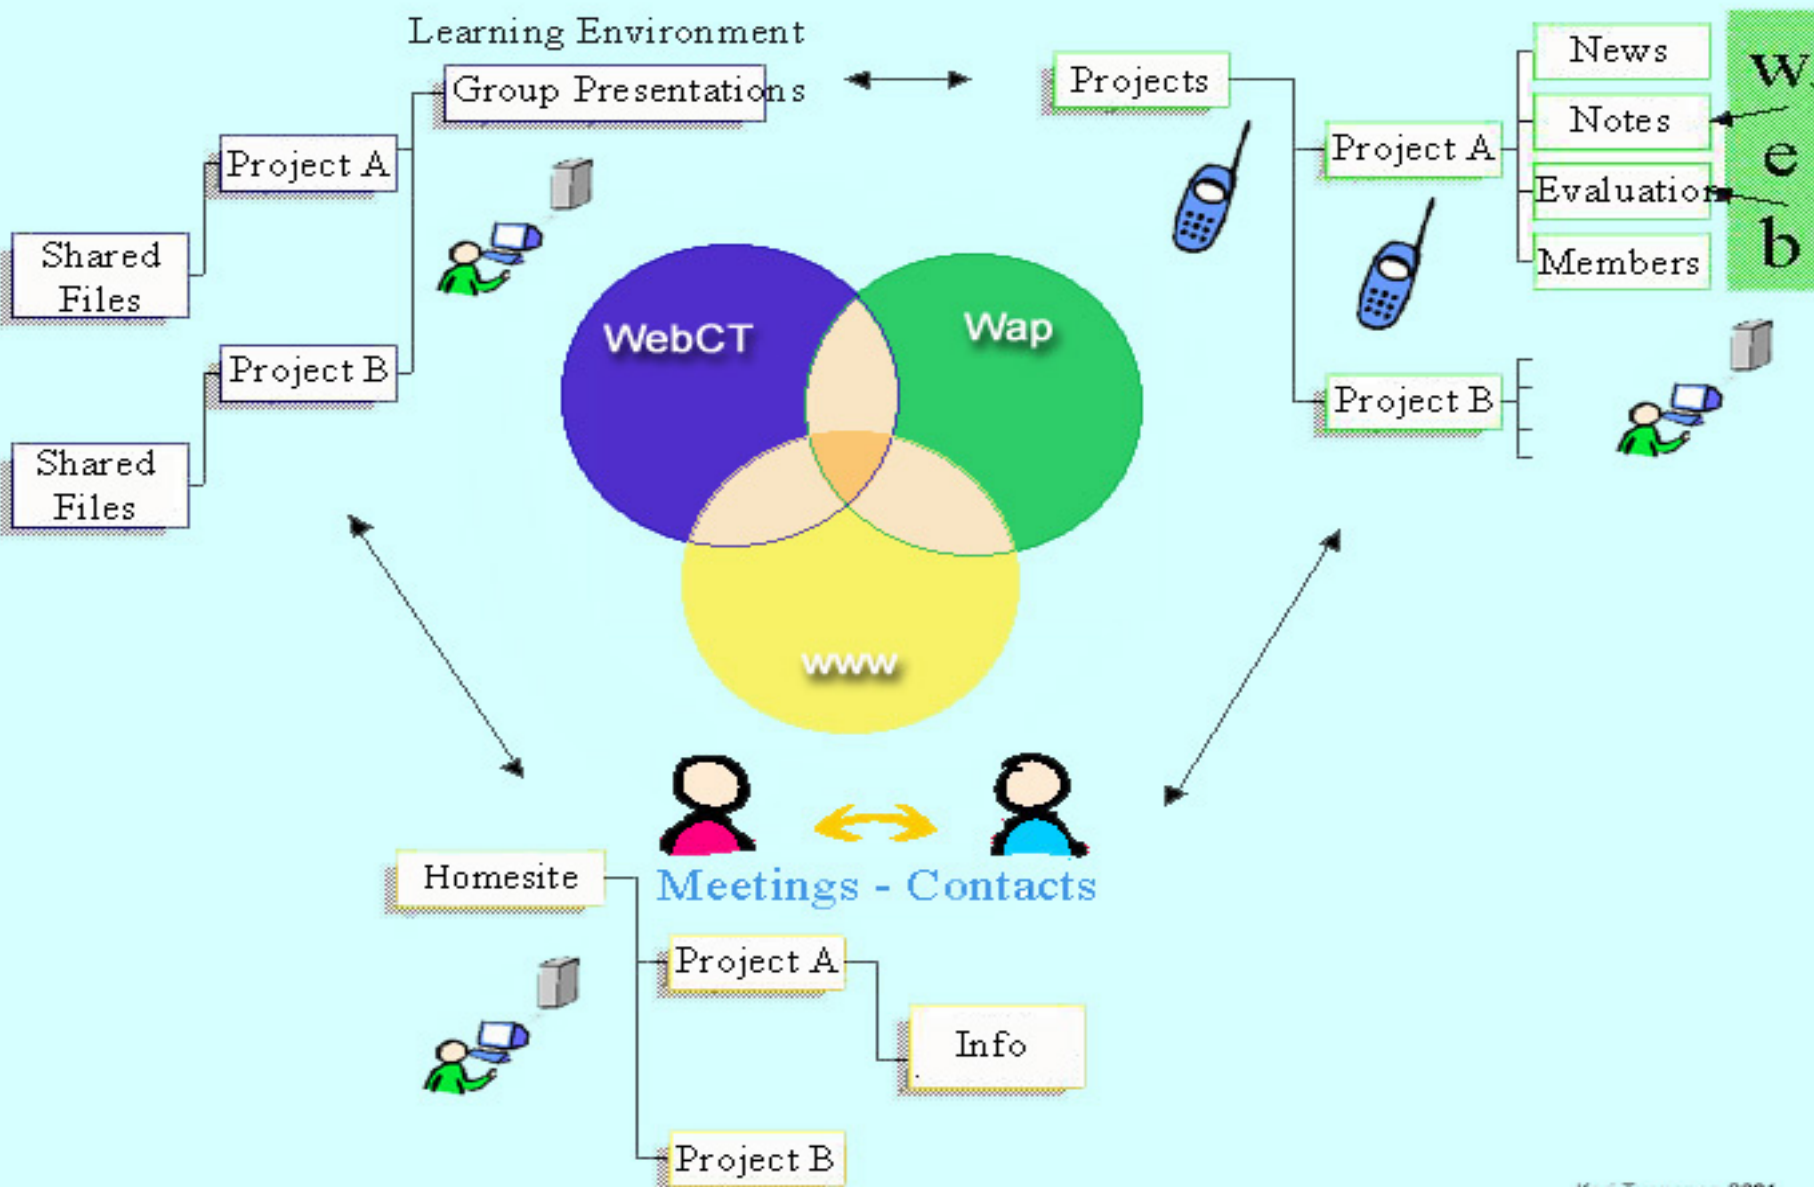 Learning Environment
Group Presentations
Project A
Shared
Files
Project B
Shared
Files
Projects
Project A
News
Notes
Evaluation
Members
Project B
w
e
b
WebCT
Wap
www
Meetings - Contacts
Homesite
Project A
Info
Project B